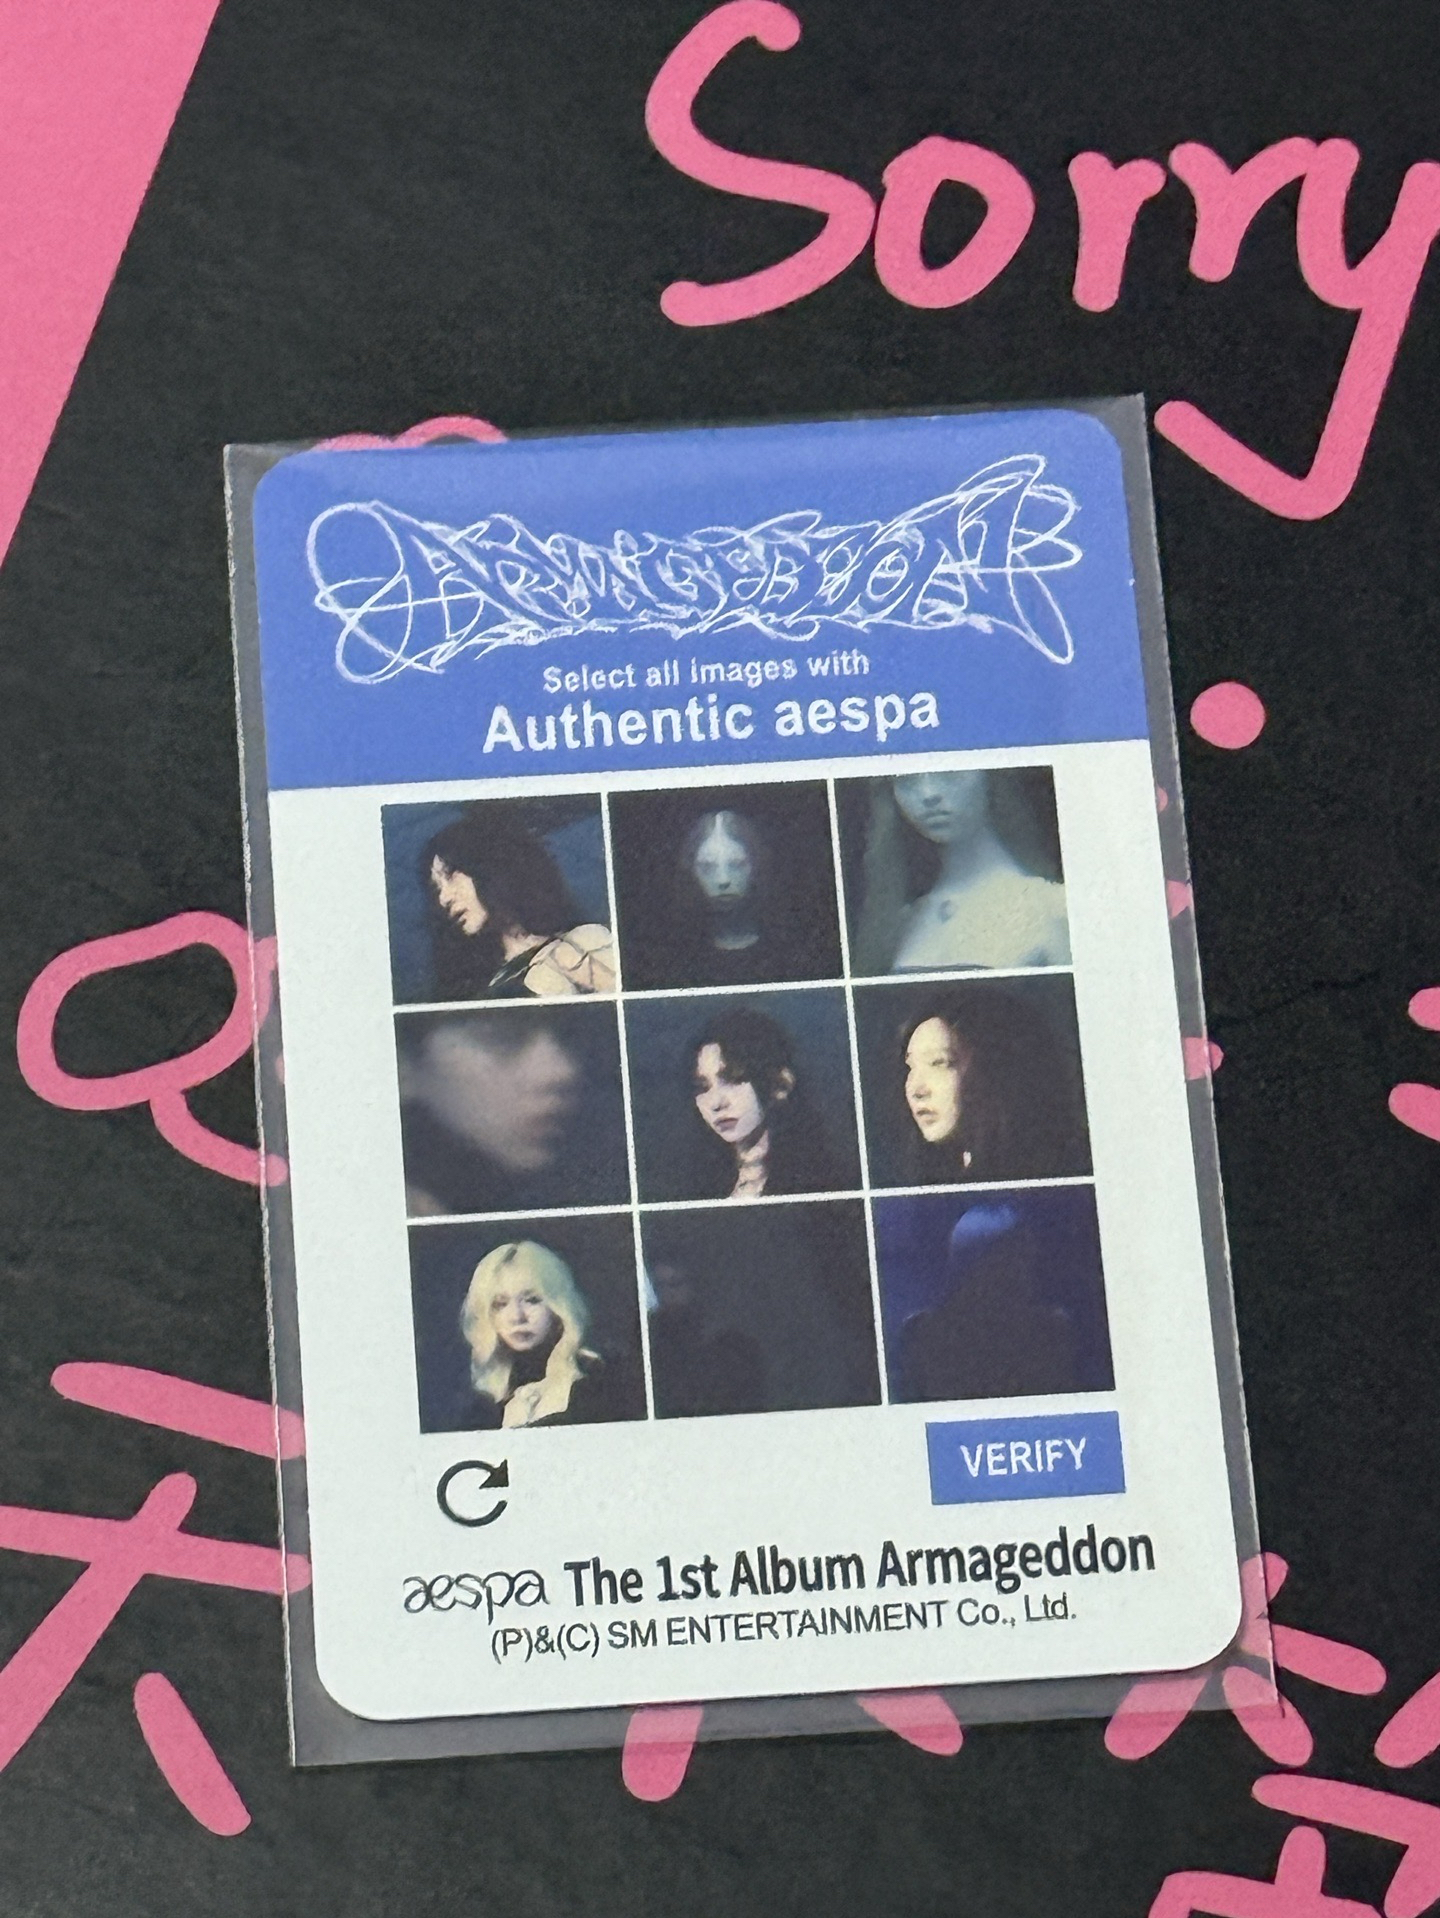 Sorry
ARMAGEDDON
Select all images with
Authentic aespa
VERIFY
aespa The 1st Album Armageddon
(P)&(C) SM ENTERTAINMENT Co., Ltd.